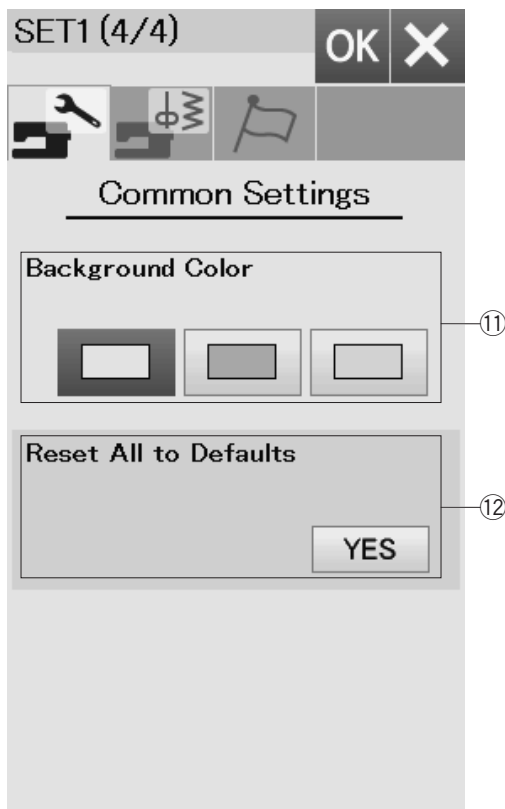 SET1 (4/4)
OK
Common Settings
Background Color
⑪
Reset All to Defaults
⑫
YES